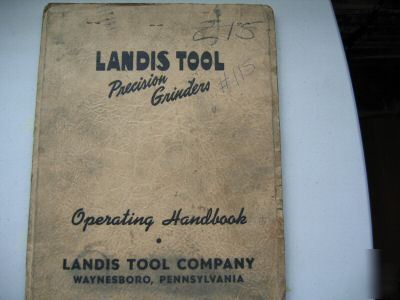 LANDIS TOOL
Precision
Grinders
#115
Operating Handbook
•
LANDIS TOOL COMPANY
WAYNESBORO, PENNSYLVANIA